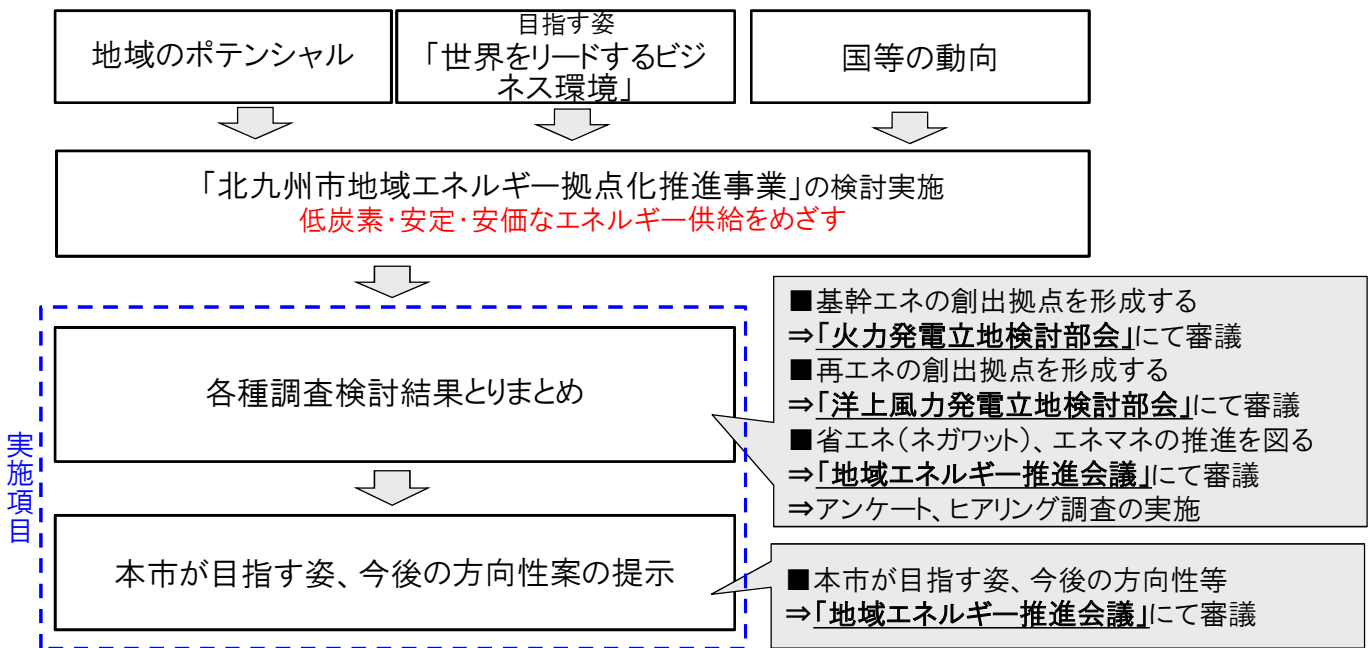 地域のポテンシャル
目指す姿
「世界をリードするビジ
ネス環境」
国等の動向
「北九州市地域エネルギー拠点化推進事業」の検討実施
低炭素・安定・安価なエネルギー供給をめざす
実施項目
各種調査検討結果とりまとめ
■基幹エネの創出拠点を形成する
⇒「火力発電立地検討部会」にて審議
■再エネの創出拠点を形成する
⇒「洋上風力発電立地検討部会」にて審議
■省エネ(ネガワット)、エネマネの推進を図る
⇒「地域エネルギー推進会議」にて審議
⇒アンケート、ヒアリング調査の実施
本市が目指す姿、今後の方向性案の提示
■本市が目指す姿、今後の方向性等
⇒「地域エネルギー推進会議」にて審議